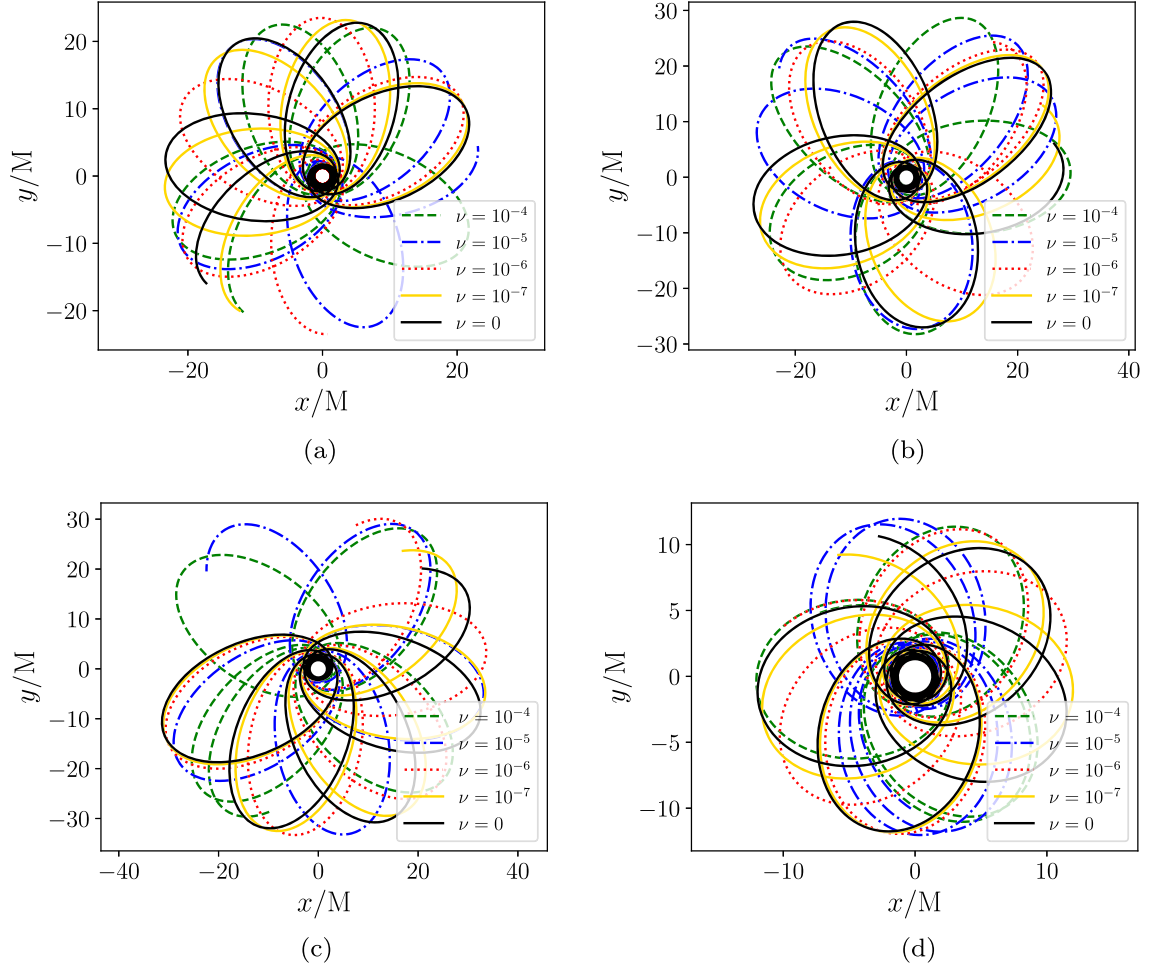 20
10
0
−10
−20
y/M
ν = 10⁻⁴
ν = 10⁻⁵
ν = 10⁻⁶
ν = 10⁻⁷
ν = 0
−20 0 20
x/M
(a)
30
20
10
0
−10
−20
−30
y/M
ν = 10⁻⁴
ν = 10⁻⁵
ν = 10⁻⁶
ν = 10⁻⁷
ν = 0
−20 0 20 40
x/M
(b)
30
20
10
0
−10
−20
−30
y/M
ν = 10⁻⁴
ν = 10⁻⁵
ν = 10⁻⁶
ν = 10⁻⁷
ν = 0
−40 −20 0 20 40
x/M
(c)
10
5
0
−5
−10
y/M
ν = 10⁻⁴
ν = 10⁻⁵
ν = 10⁻⁶
ν = 10⁻⁷
ν = 0
−10 0 10
x/M
(d)